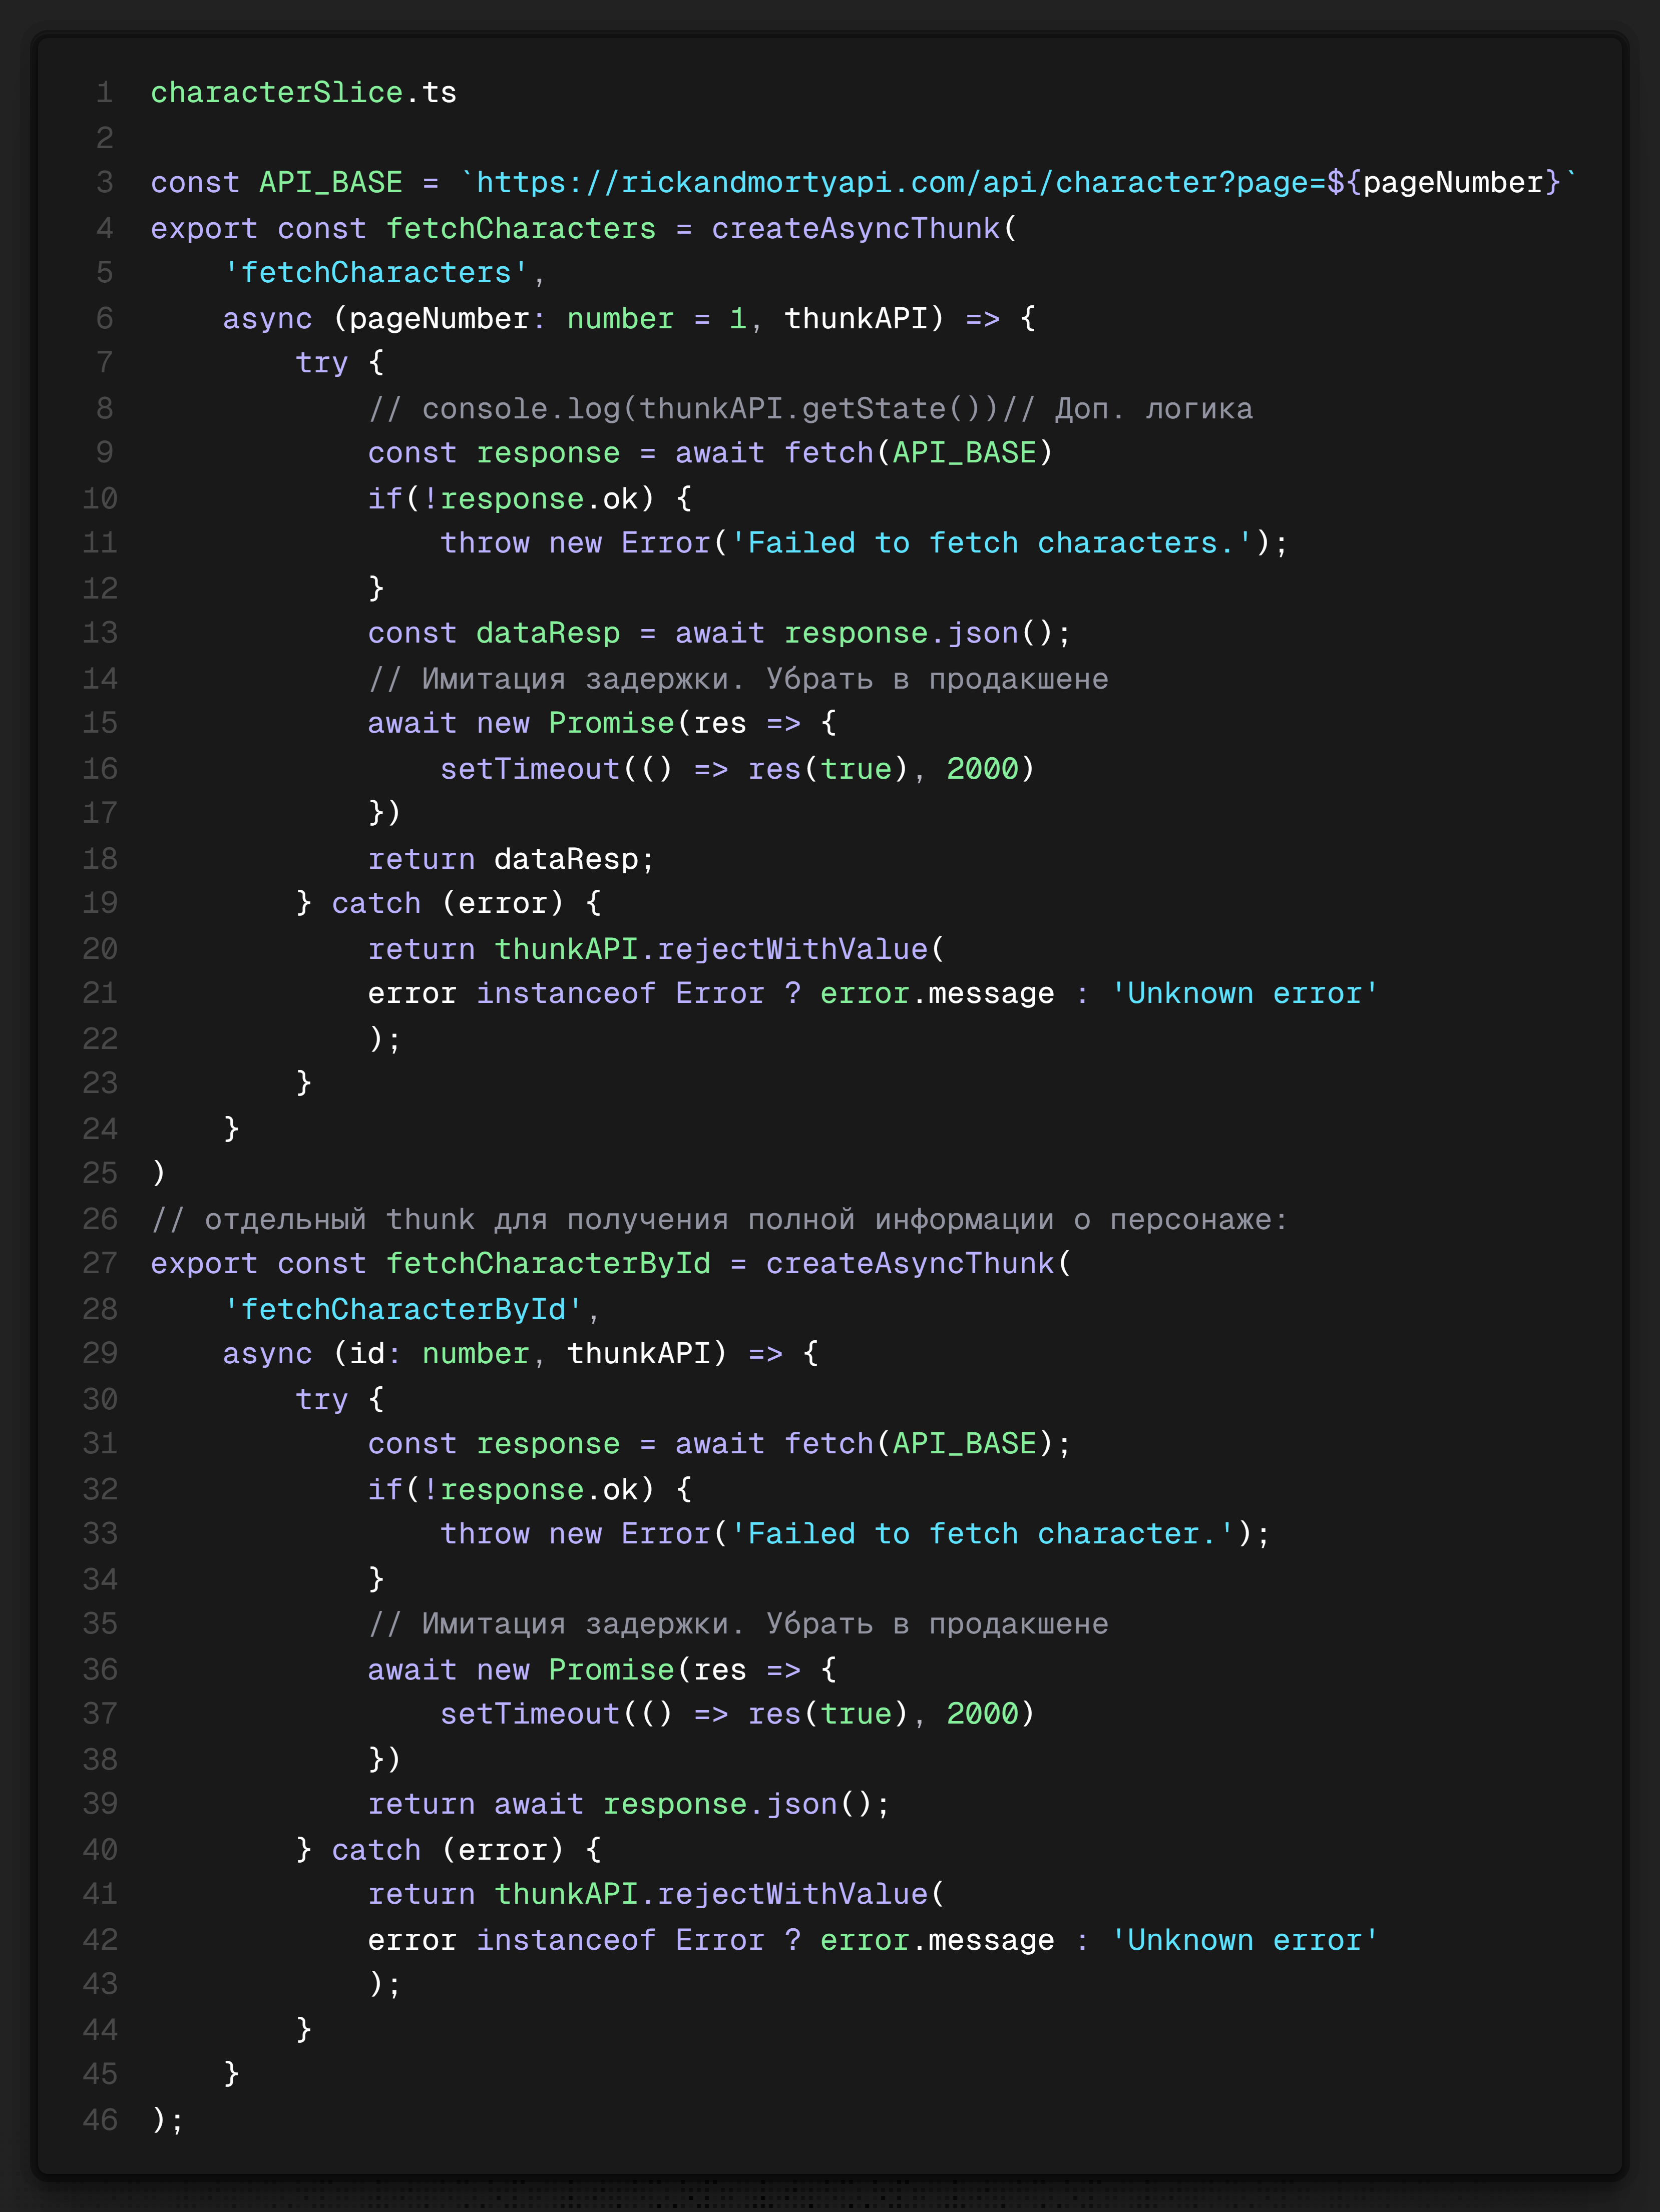 1 characterSlice.ts
2
3 const API_BASE = `https://rickandmortyapi.com/api/character?page=${pageNumber}`
4 export const fetchCharacters = createAsyncThunk(
5     'fetchCharacters',
6     async (pageNumber: number = 1, thunkAPI) => {
7         try {
8             // console.log(thunkAPI.getState())// Доп. логика
9             const response = await fetch(API_BASE)
10             if(!response.ok) {
11                 throw new Error('Failed to fetch characters.');
12             }
13             const dataResp = await response.json();
14             // Имитация задержки. Убрать в продакшене
15             await new Promise(res => {
16                 setTimeout(() => res(true), 2000)
17             })
18             return dataResp;
19         } catch (error) {
20             return thunkAPI.rejectWithValue(
21             error instanceof Error ? error.message : 'Unknown error'
22             );
23         }
24     }
25 )
26 // отдельный thunk для получения полной информации о персонаже:
27 export const fetchCharacterById = createAsyncThunk(
28     'fetchCharacterById',
29     async (id: number, thunkAPI) => {
30         try {
31             const response = await fetch(API_BASE);
32             if(!response.ok) {
33                 throw new Error('Failed to fetch character.');
34             }
35             // Имитация задержки. Убрать в продакшене
36             await new Promise(res => {
37                 setTimeout(() => res(true), 2000)
38             })
39             return await response.json();
40         } catch (error) {
41             return thunkAPI.rejectWithValue(
42             error instanceof Error ? error.message : 'Unknown error'
43             );
44         }
45     }
46 );